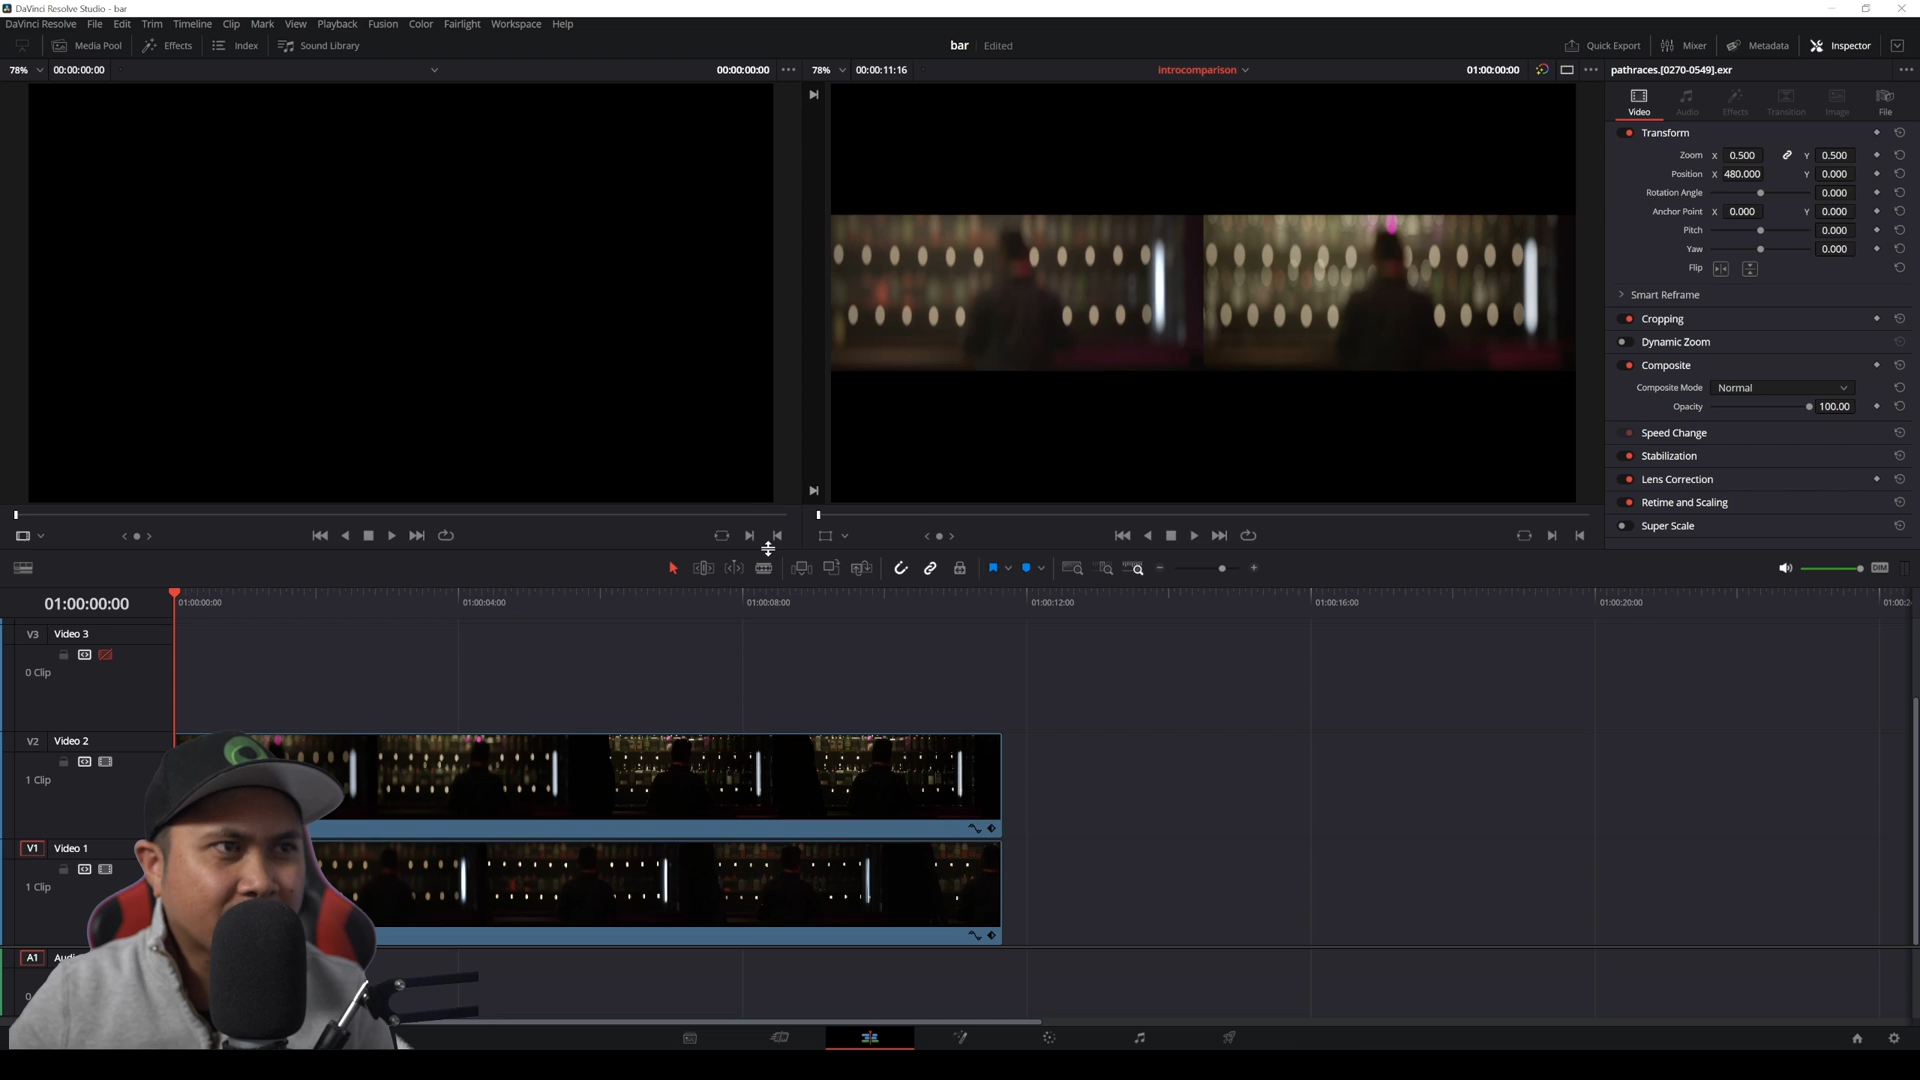 DaVinci Resolve Studio - bar
DaVinci Resolve File Edit Trim Timeline Clip Mark View Playback Fusion Color Fairlight Workspace Help
Media Pool Effects Index Sound Library bar Edited Quick Export Mixer Metadata Inspector
78% 00:00:00:00 00:00:00:00 78% 00:00:11:16 introcomparison 01:00:00:00 pathraces.[0270-0549].exr
Video Audio Effects Transition Image File
Transform
Zoom X 0.500 Y 0.500
Position X 480.000 Y 0.000
Rotation Angle 0.000
Anchor Point X 0.000 Y 0.000
Pitch 0.000
Yaw 0.000
Flip
Smart Reframe
Cropping
Dynamic Zoom
Composite
Composite Mode Normal
Opacity 100.00
Speed Change
Stabilization
Lens Correction
Retime and Scaling
Super Scale
DIM
01:00:00:00 01:00:00:00 01:00:04:00 01:00:08:00 01:00:12:00 01:00:16:00 01:00:20:00 01:00:2
V3 Video 3
0 Clip
V2 Video 2
1 Clip
V1 Video 1
1 Clip
A1
0